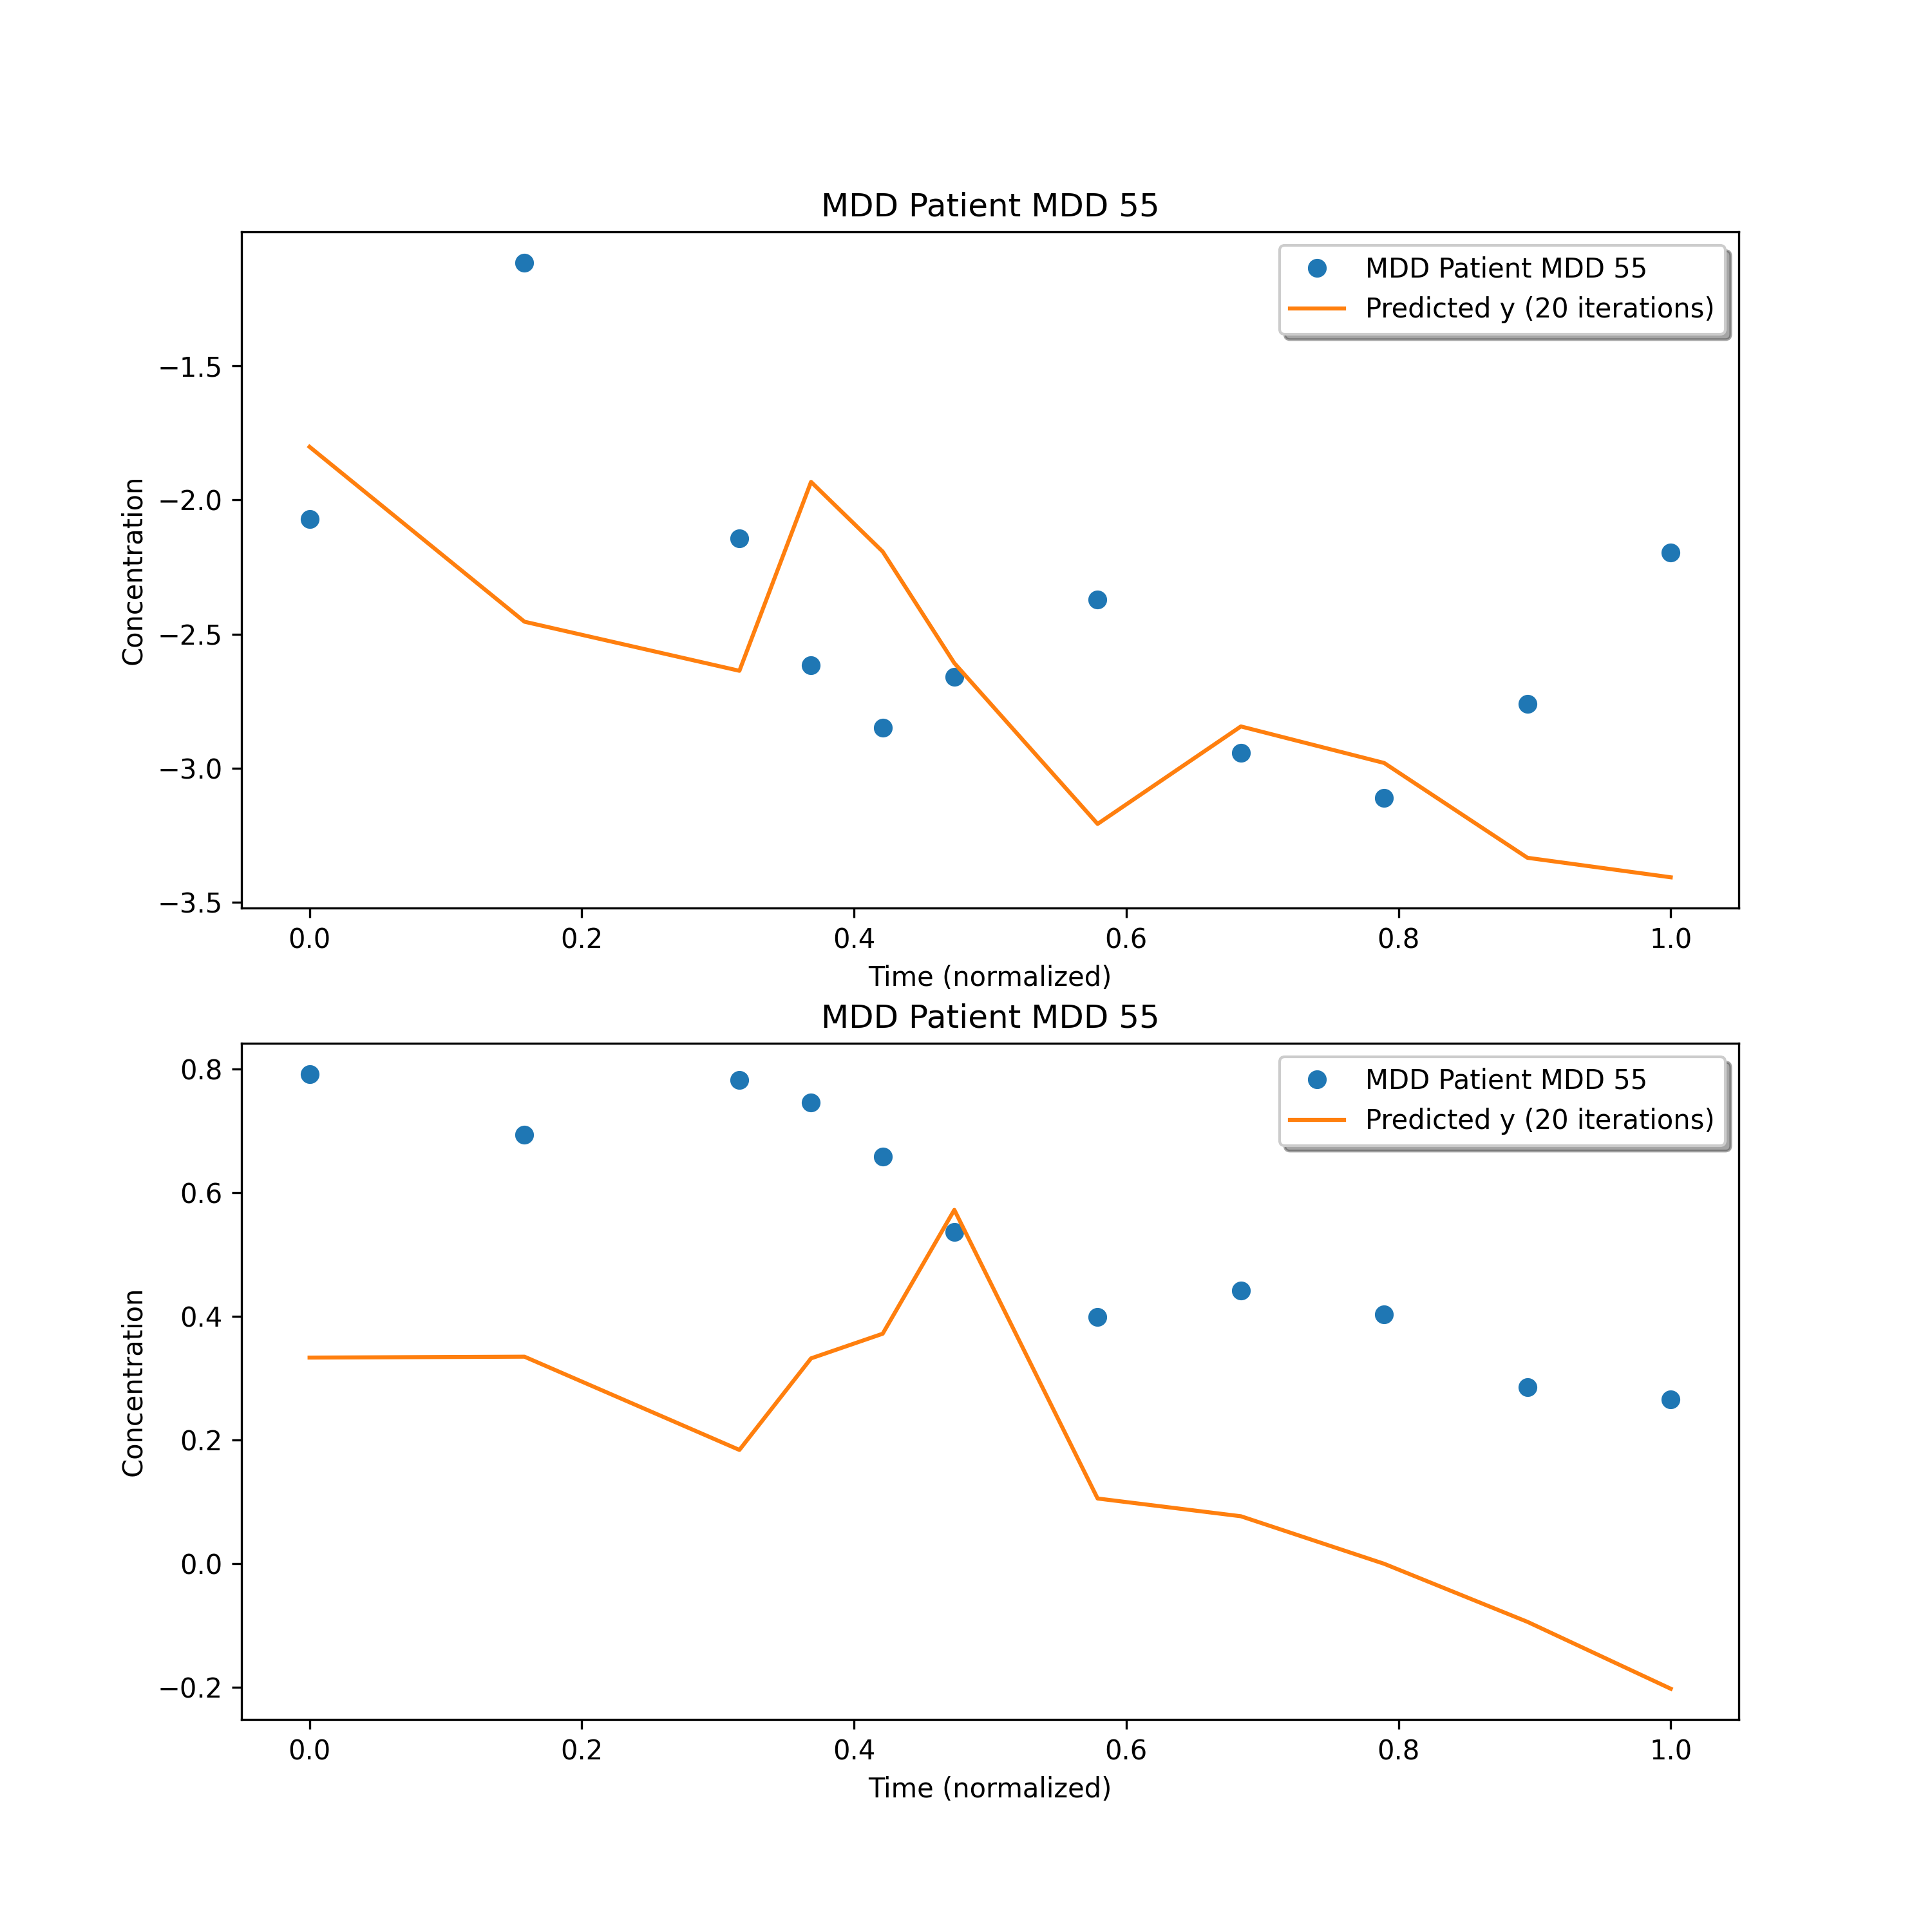 MDD Patient MDD 55
MDD Patient MDD 55
Predicted y (20 iterations)
Concentration
−1.5
−2.0
−2.5
−3.0
−3.5
0.0 0.2 0.4 0.6 0.8 1.0
Time (normalized)
MDD Patient MDD 55
MDD Patient MDD 55
Predicted y (20 iterations)
Concentration
0.8
0.6
0.4
0.2
0.0
−0.2
0.0 0.2 0.4 0.6 0.8 1.0
Time (normalized)